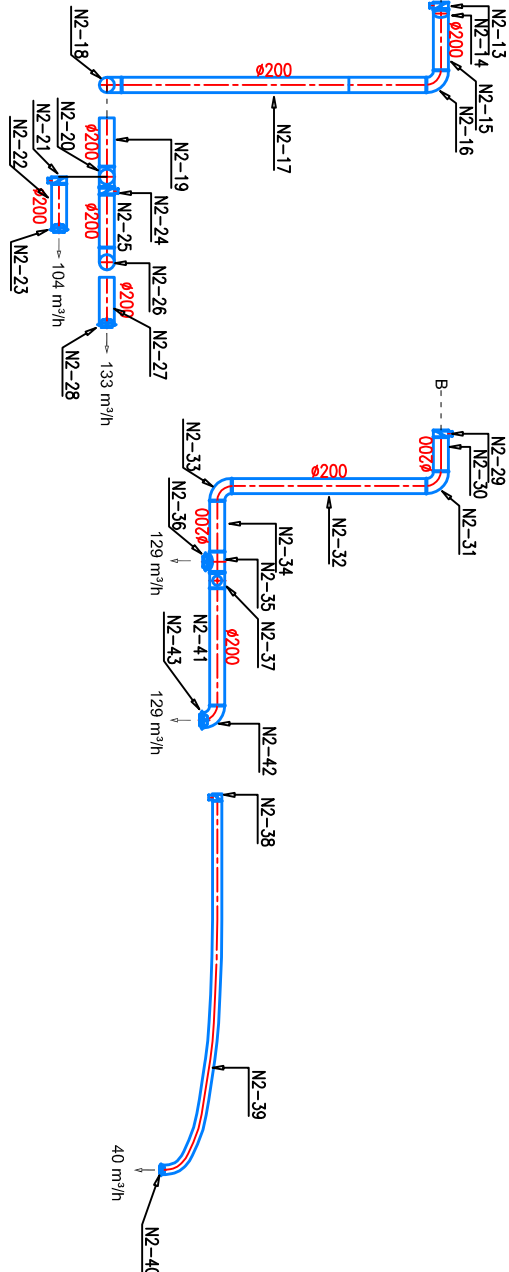 N2-13
N2-14
ø200
N2-15
N2-16
ø200
N2-17
N2-18
N2-19
ø200
N2-20
N2-21
N2-22
ø200
N2-23
104 m³/h
N2-24
N2-25
ø200
N2-26
ø200
N2-27
N2-28
133 m³/h
B
N2-29
N2-30
ø200
N2-31
ø200
N2-32
N2-33
ø200
N2-34
N2-35
N2-36
129 m³/h
N2-37
ø200
N2-41
N2-43
129 m³/h
N2-42
N2-38
N2-39
40 m³/h
N2-40